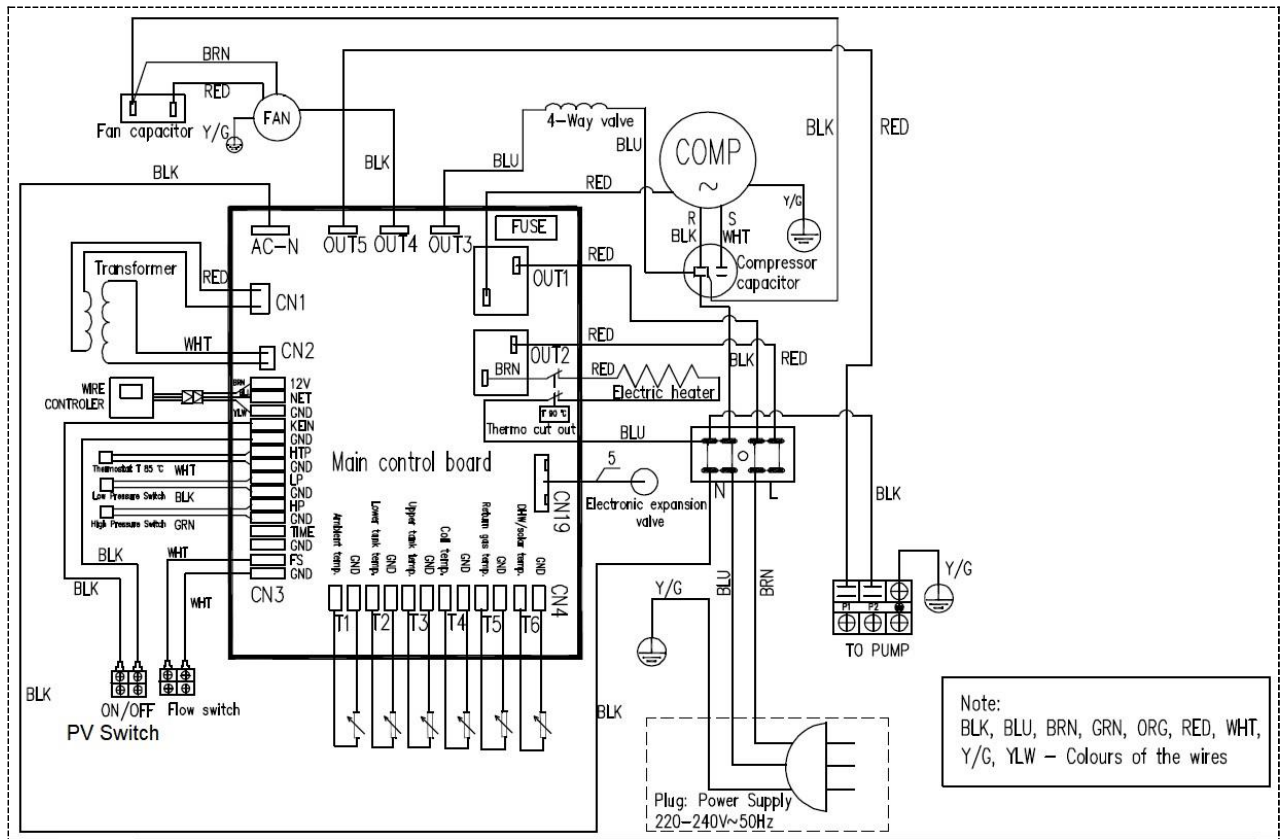 BRN
RED
Fan capacitor
Y/G
FAN
BLK
BLK
BLU
4-Way valve
BLU
COMP
~
BLK
RED
RED
Y/G
R
S
BLK
WHT
Compressor
capacitor
AC-N
OUT5
OUT4
OUT3
FUSE
Transformer
RED
CN1
OUT1
RED
WHT
CN2
OUT2
RED
BLK
RED
BRN
RED
Electric heater
T 90 ℃
Thermo cut out
BLU
WIRE
CONTROLER
BRN
BLU
YLW
12V
NET
GND
KEIN
GND
HTP
GND
LP
GND
HP
GND
TIME
GND
FS
GND
CN3
Thermostat T 85 ℃
WHT
Low Pressure Switch
BLK
High Pressure Switch
GRN
Main control board
CN19
5
Electronic expansion
valve
N
L
BLK
Ambient temp.
GND
Lower tank temp.
GND
Upper tank temp.
GND
Coil temp.
GND
Return gas temp.
GND
DHW/solar temp.
GND
CN4
T1
T2
T3
T4
T5
T6
WHT
BLK
BLK
WHT
BLK
ON/OFF
PV Switch
Flow switch
BLK
Y/G
BLU
BRN
P1
P2
Y/G
TO PUMP
Plug: Power Supply
220-240V~50Hz
Note:
BLK, BLU, BRN, GRN, ORG, RED, WHT,
Y/G, YLW – Colours of the wires